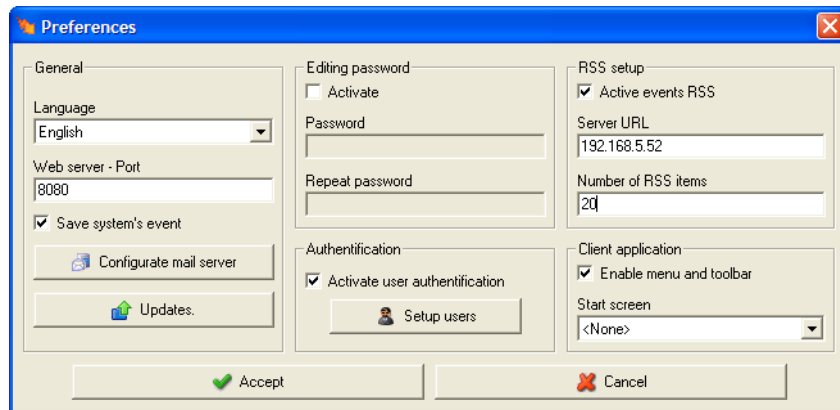 Preferences
General
Language
English
Web server - Port
8080
Save system's event
Configurate mail server
Updates.
Editing password
Activate
Password
Repeat password
Authentification
Activate user authentification
Setup users
RSS setup
Active events RSS
Server URL
192.168.5.52
Number of RSS items
20
Client application
Enable menu and toolbar
Start screen
<None>
Accept
Cancel